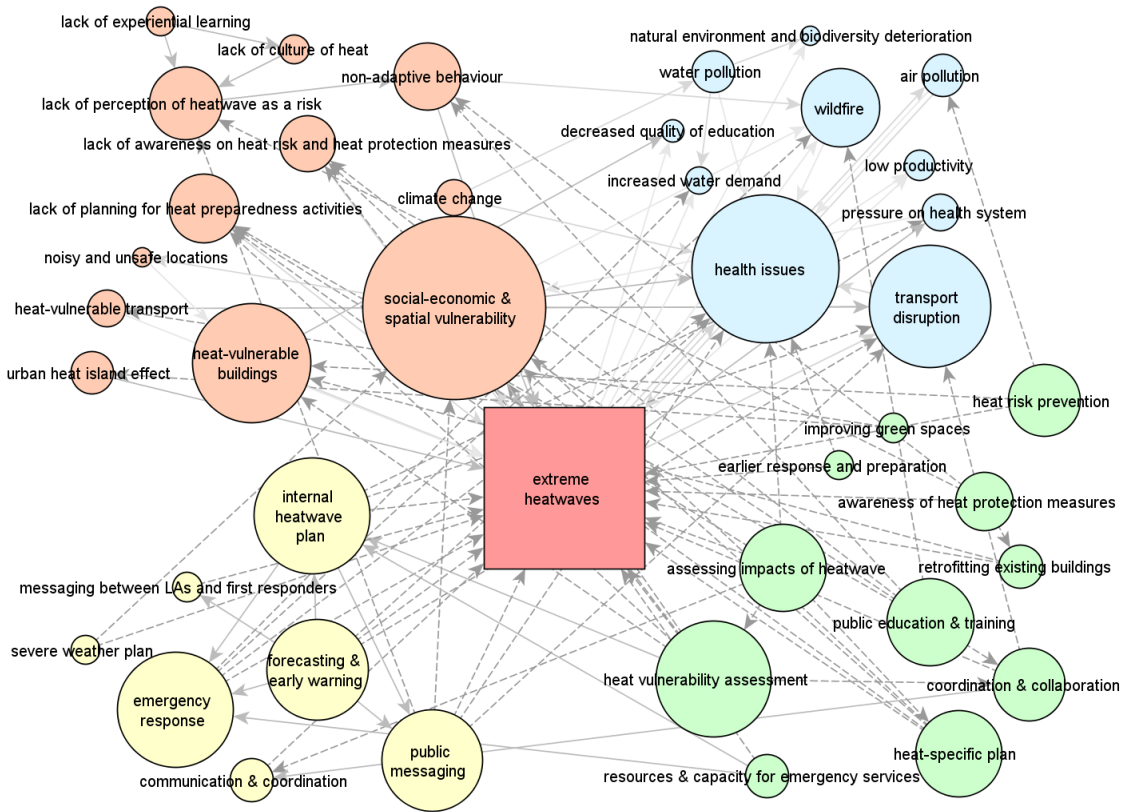 lack of experiential learning
lack of culture of heat
non-adaptive behaviour
lack of perception of heatwave as a risk
lack of awareness on heat risk and heat protection measures
climate change
lack of planning for heat preparedness activities
noisy and unsafe locations
heat-vulnerable transport
urban heat island effect
heat-vulnerable
buildings
social-economic &
spatial vulnerability
natural environment and biodiversity deterioration
water pollution
air pollution
wildfire
decreased quality of education
low productivity
increased water demand
pressure on health system
health issues
transport
disruption
extreme
heatwaves
heat risk prevention
improving green spaces
earlier response and preparation
awareness of heat protection measures
assessing impacts of heatwave
retrofitting existing buildings
public education & training
heat vulnerability assessment
coordination & collaboration
heat-specific plan
resources & capacity for emergency services
internal
heatwave
plan
messaging between LAs and first responders
severe weather plan
forecasting &
early warning
emergency
response
public
messaging
communication & coordination